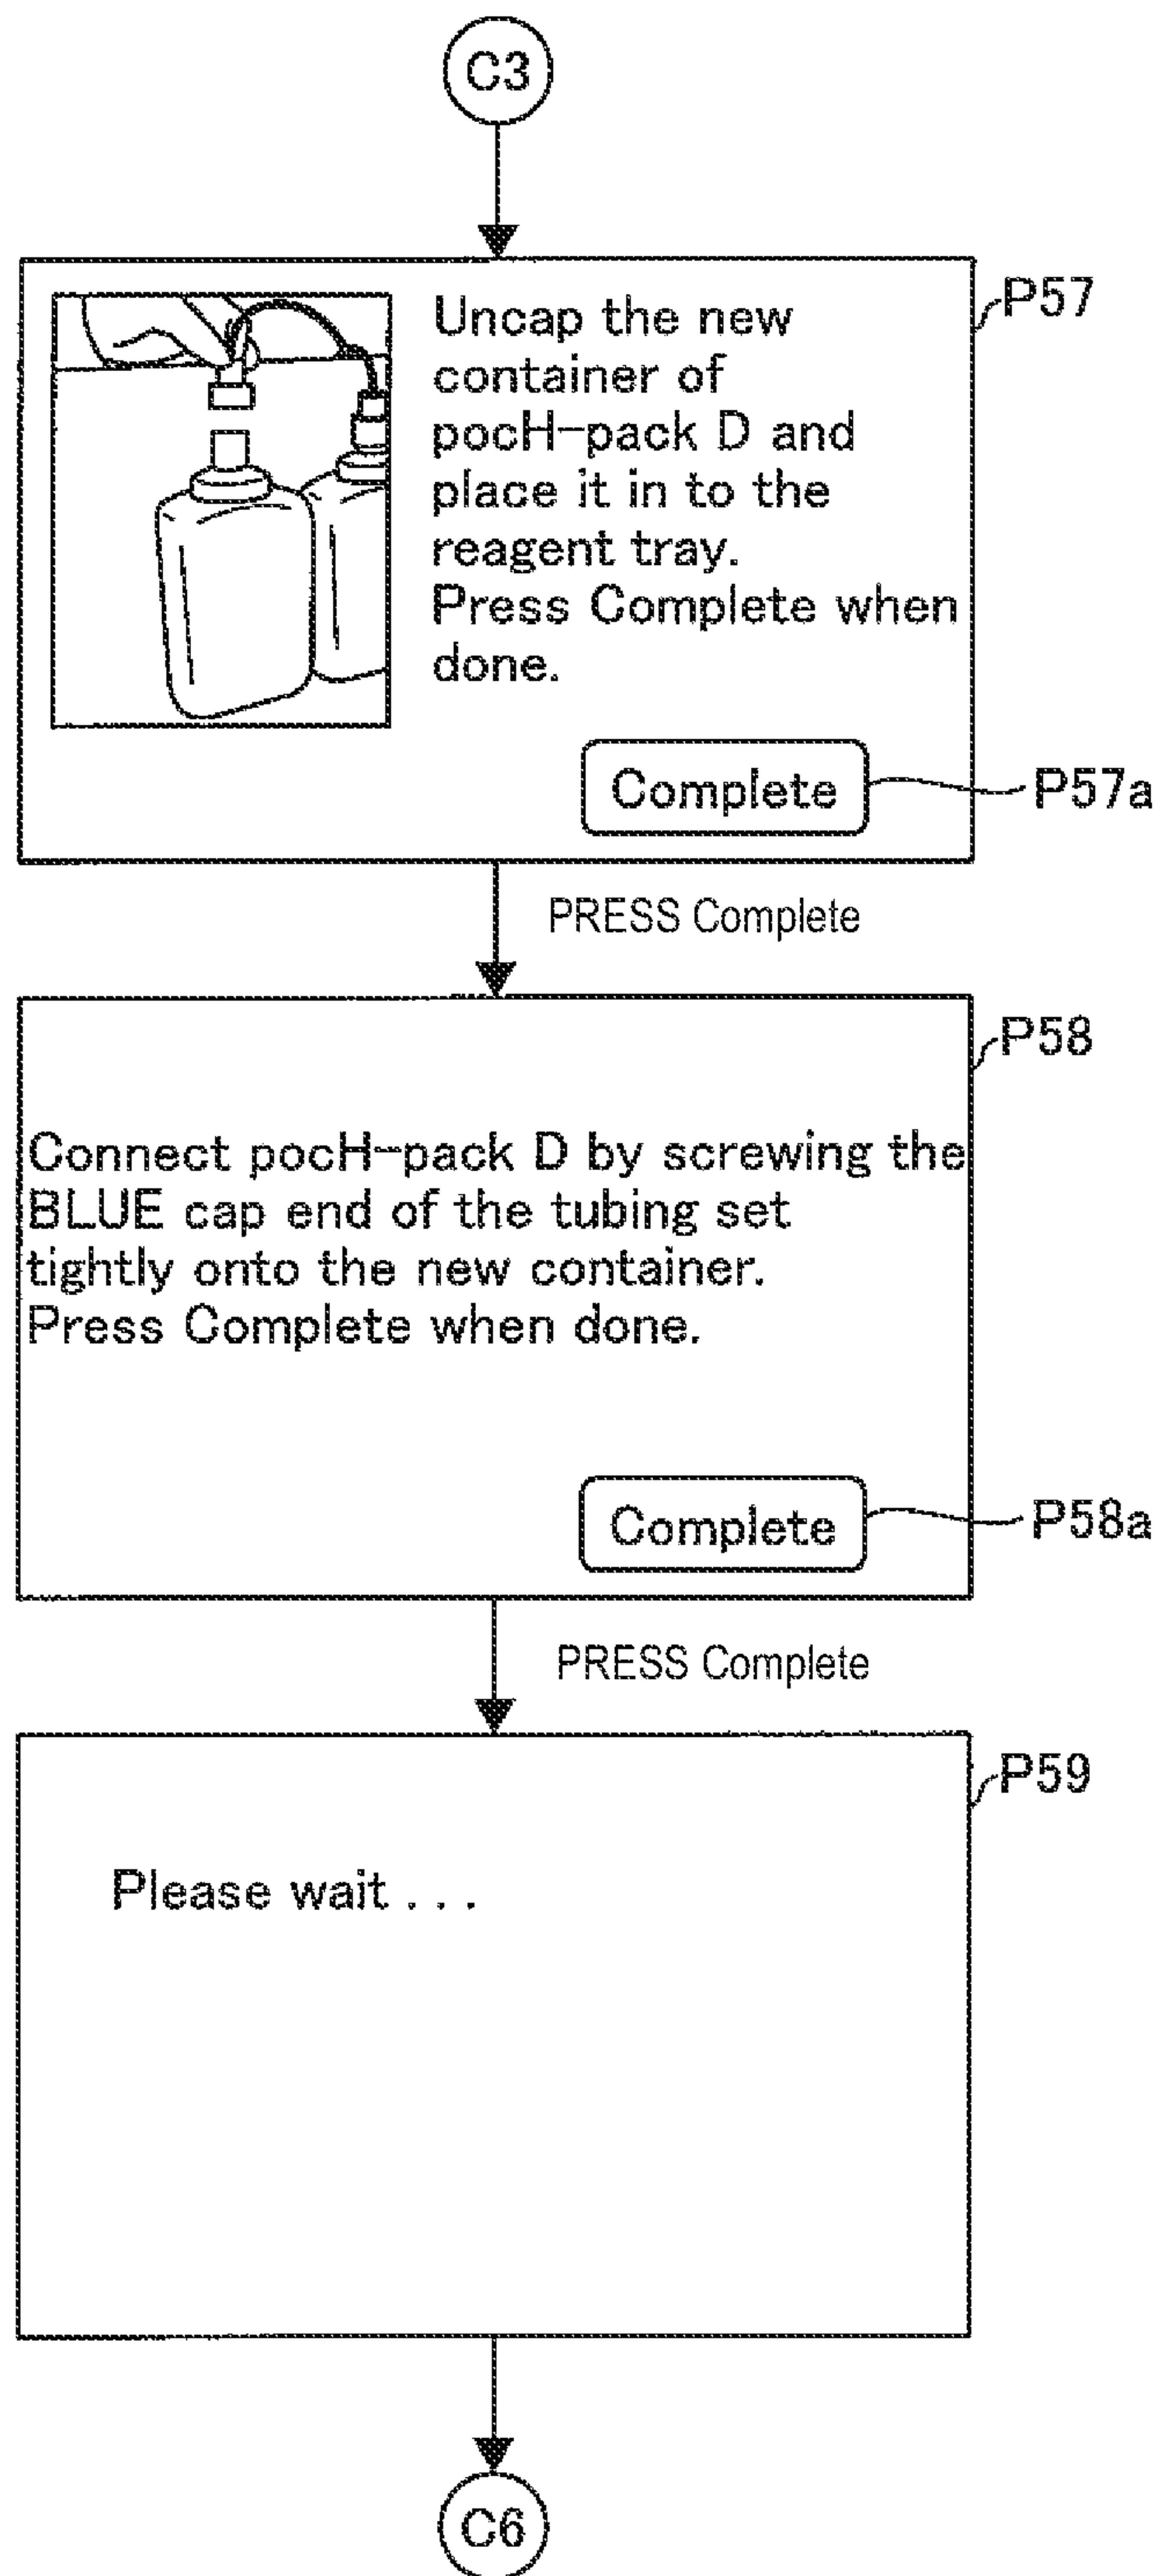 C3
P57
Uncap the new
container of
pocH-pack D and
place it in to the
reagent tray.
Press Complete when
done.
Complete
P57a
PRESS Complete
P58
Connect pocH-pack D by screwing the
BLUE cap end of the tubing set
tightly onto the new container.
Press Complete when done.
Complete
P58a
PRESS Complete
P59
Please wait . . .
C6